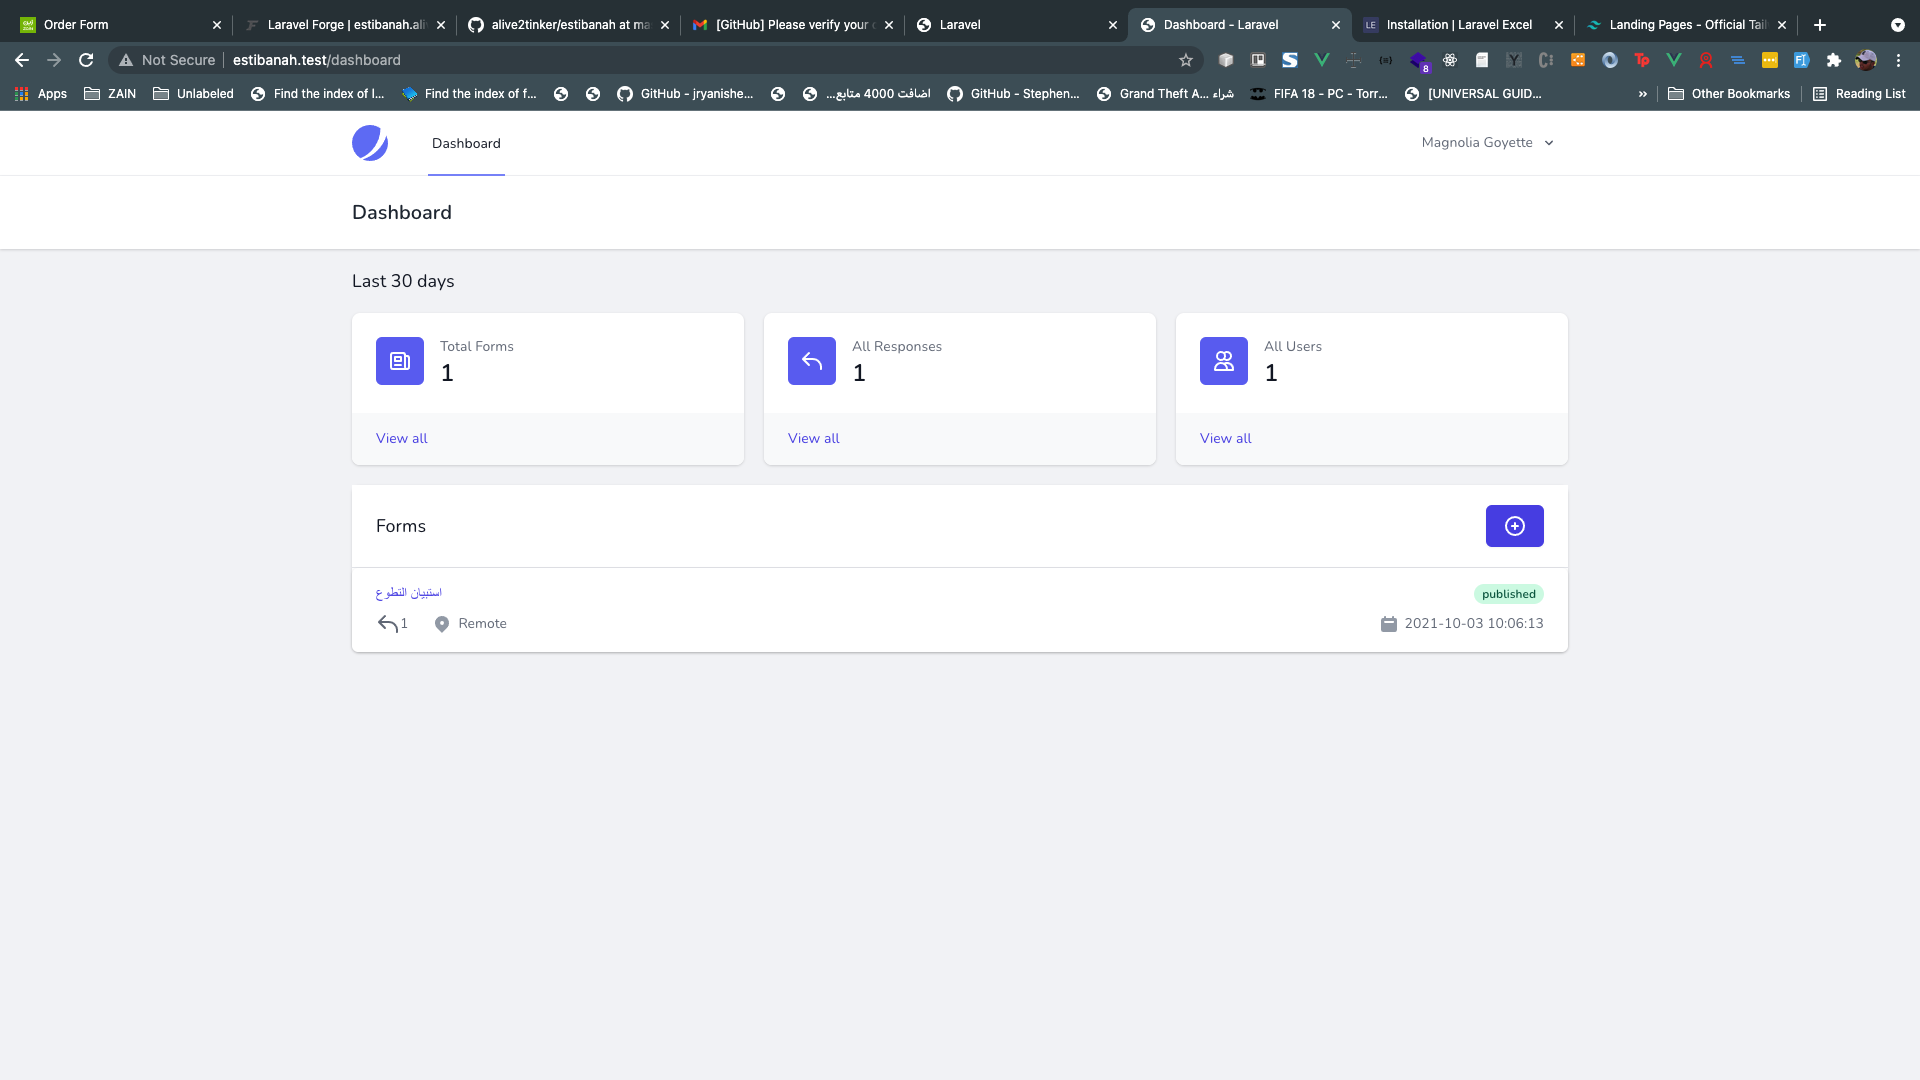 Order Form
Laravel Forge | estibanah.ali
alive2tinker/estibanah at ma
[GitHub] Please verify your
Laravel
Dashboard - Laravel
Installation | Laravel Excel
Landing Pages - Official Tail
Not Secure
estibanah.test/dashboard
8
Apps
ZAIN
Unlabeled
Find the index of l...
Find the index of f...
GitHub - jryanishe...
اضافت 4000 متابع...
GitHub - Stephen...
Grand Theft A... شراء
FIFA 18 - PC - Torr...
[UNIVERSAL GUID...
»
Other Bookmarks
Reading List
Dashboard
Magnolia Goyette
Dashboard
Last 30 days
Total Forms
1
View all
All Responses
1
View all
All Users
1
View all
Forms
استبيان التطوع
published
1
Remote
2021-10-03 10:06:13